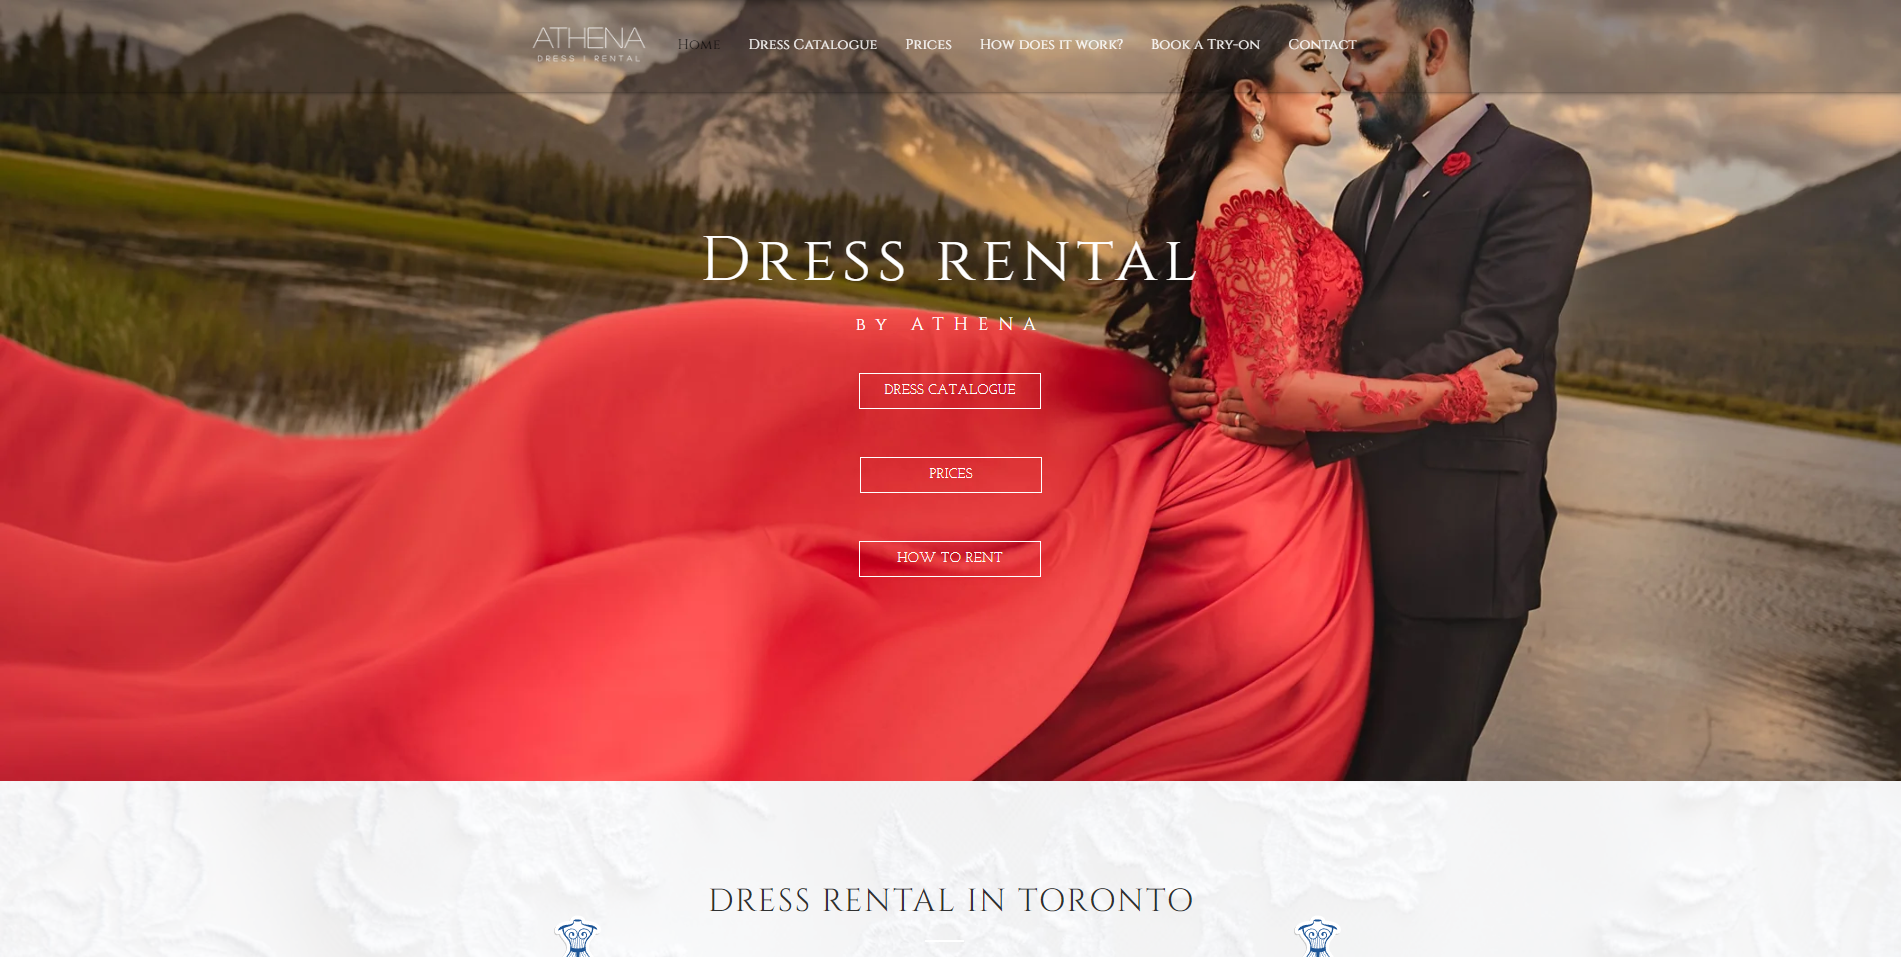 ATHENA
DRESS | RENTAL
Home Dress Catalogue Prices How does it work? Book a Try-on Contact
Dress rental
by ATHENA
DRESS CATALOGUE
PRICES
HOW TO RENT
DRESS RENTAL IN TORONTO